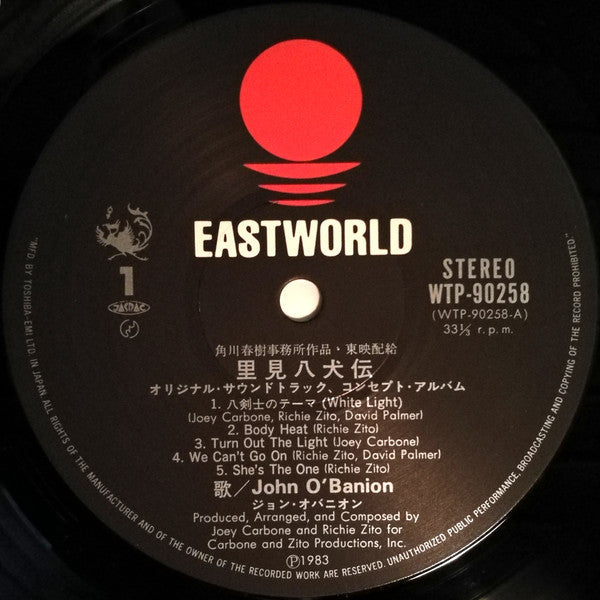 EASTWORLD
1
JASRAC
STEREO
WTP-90258
(WTP-90258-A)
33⅓ r.p.m.
角川春樹事務所作品・東映配給
里見八犬伝
オリジナル・サウンドトラック、コンセプト・アルバム
1. 八剣士のテーマ (White Light)
(Joey Carbone, Richie Zito, David Palmer)
2. Body Heat (Richie Zito)
3. Turn Out The Light (Joey Carbone)
4. We Can't Go On (Richie Zito, David Palmer)
5. She's The One (Richie Zito)
歌／John O'Banion
ジョン・オバニオン
Produced, Arranged, and Composed by
Joey Carbone and Richie Zito for
Carbone and Zito Productions, Inc.
Ⓟ1983
"MFD. BY TOSHIBA-EMI LTD. IN JAPAN. ALL RIGHTS OF THE MANUFACTURER AND OF THE OWNER OF THE RECORDED WORK ARE RESERVED. UNAUTHORIZED PUBLIC PERFORMANCE, BROADCASTING AND COPYING OF THE RECORD PROHIBITED."